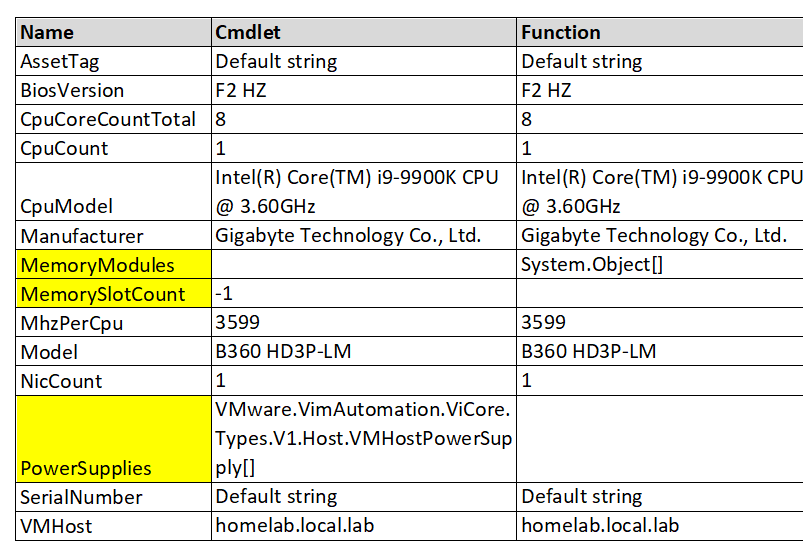 Name Cmdlet Function
AssetTag Default string Default string
BiosVersion F2 HZ F2 HZ
CpuCoreCountTotal 8 8
CpuCount 1 1
CpuModel Intel(R) Core(TM) i9-9900K CPU @ 3.60GHz Intel(R) Core(TM) i9-9900K CPU @ 3.60GHz
Manufacturer Gigabyte Technology Co., Ltd. Gigabyte Technology Co., Ltd.
MemoryModules System.Object[]
MemorySlotCount -1
MhzPerCpu 3599 3599
Model B360 HD3P-LM B360 HD3P-LM
NicCount 1 1
PowerSupplies VMware.VimAutomation.ViCore.Types.V1.Host.VMHostPowerSupply[]
SerialNumber Default string Default string
VMHost homelab.local.lab homelab.local.lab